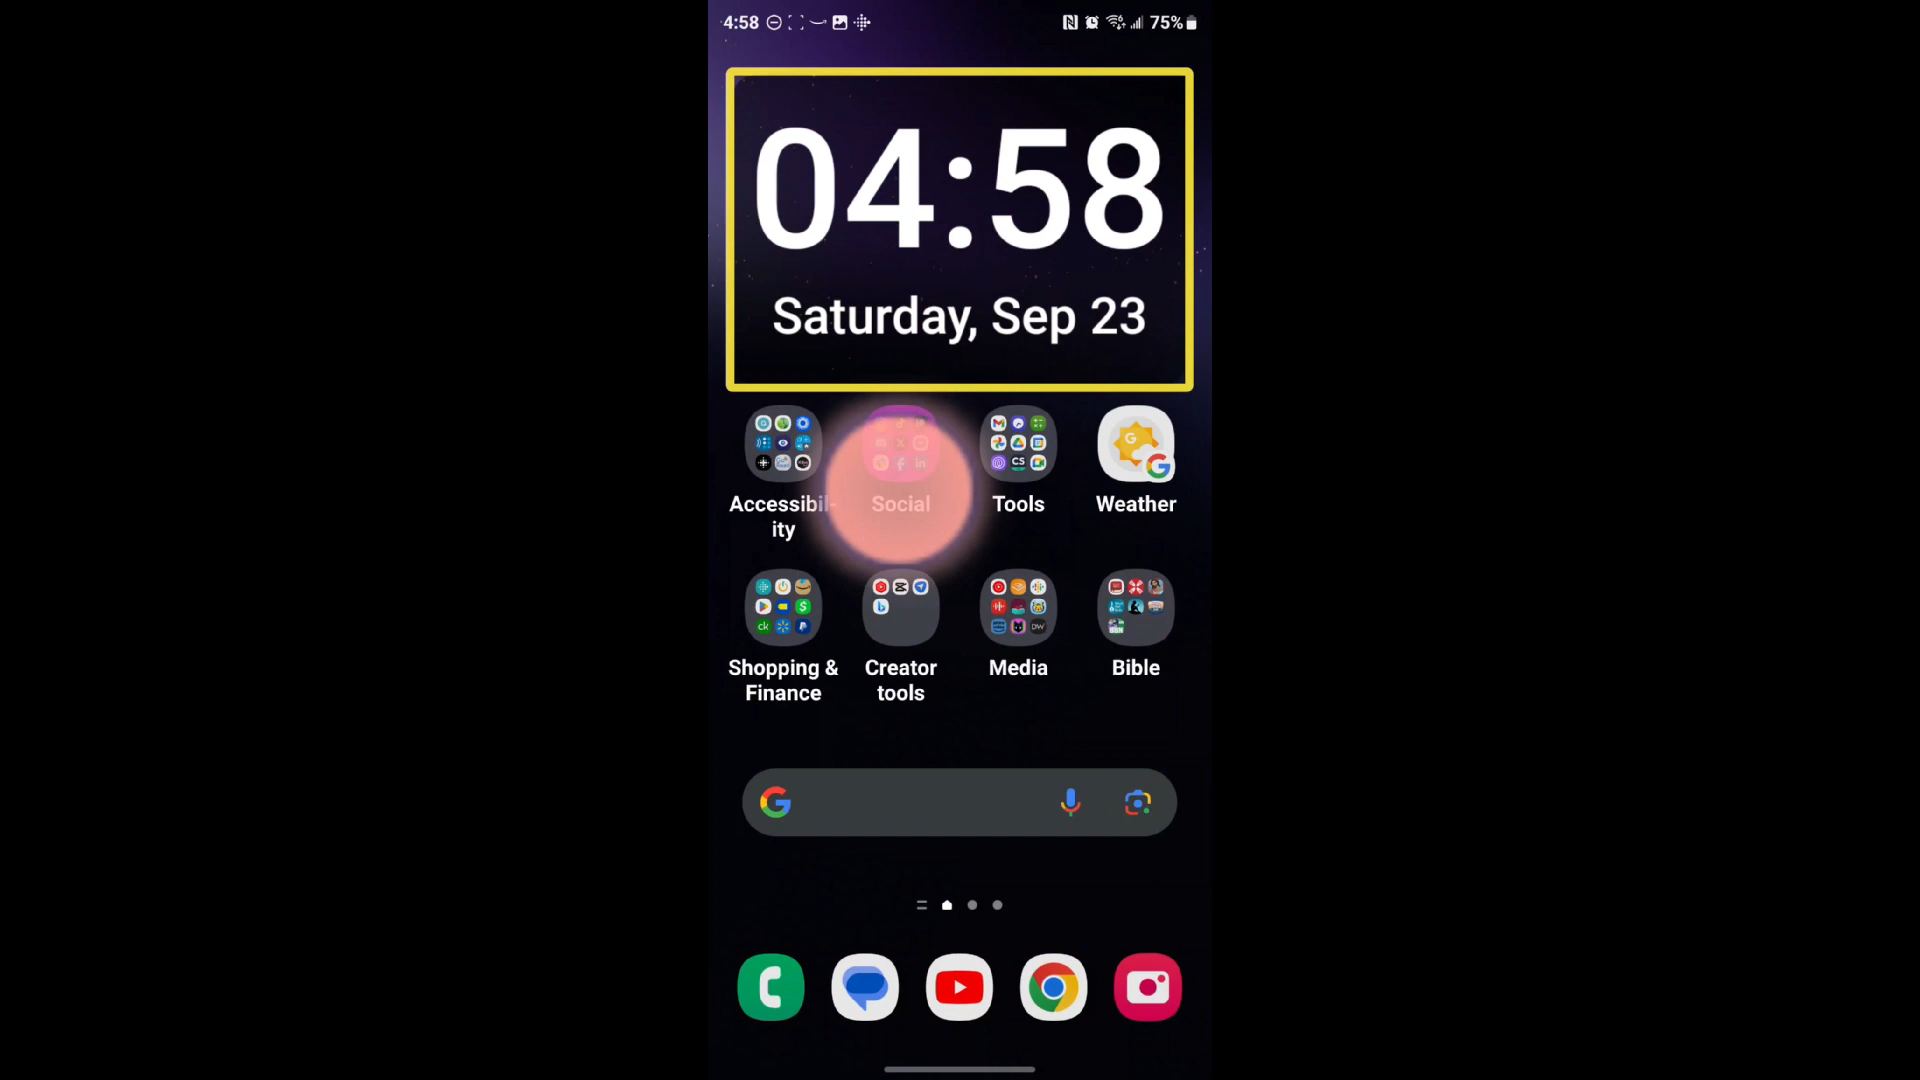 4:58 75%
04:58
Saturday, Sep 23
Accessibil-
ity
Social
Tools
Weather
Shopping &
Finance
Creator
tools
Media
Bible